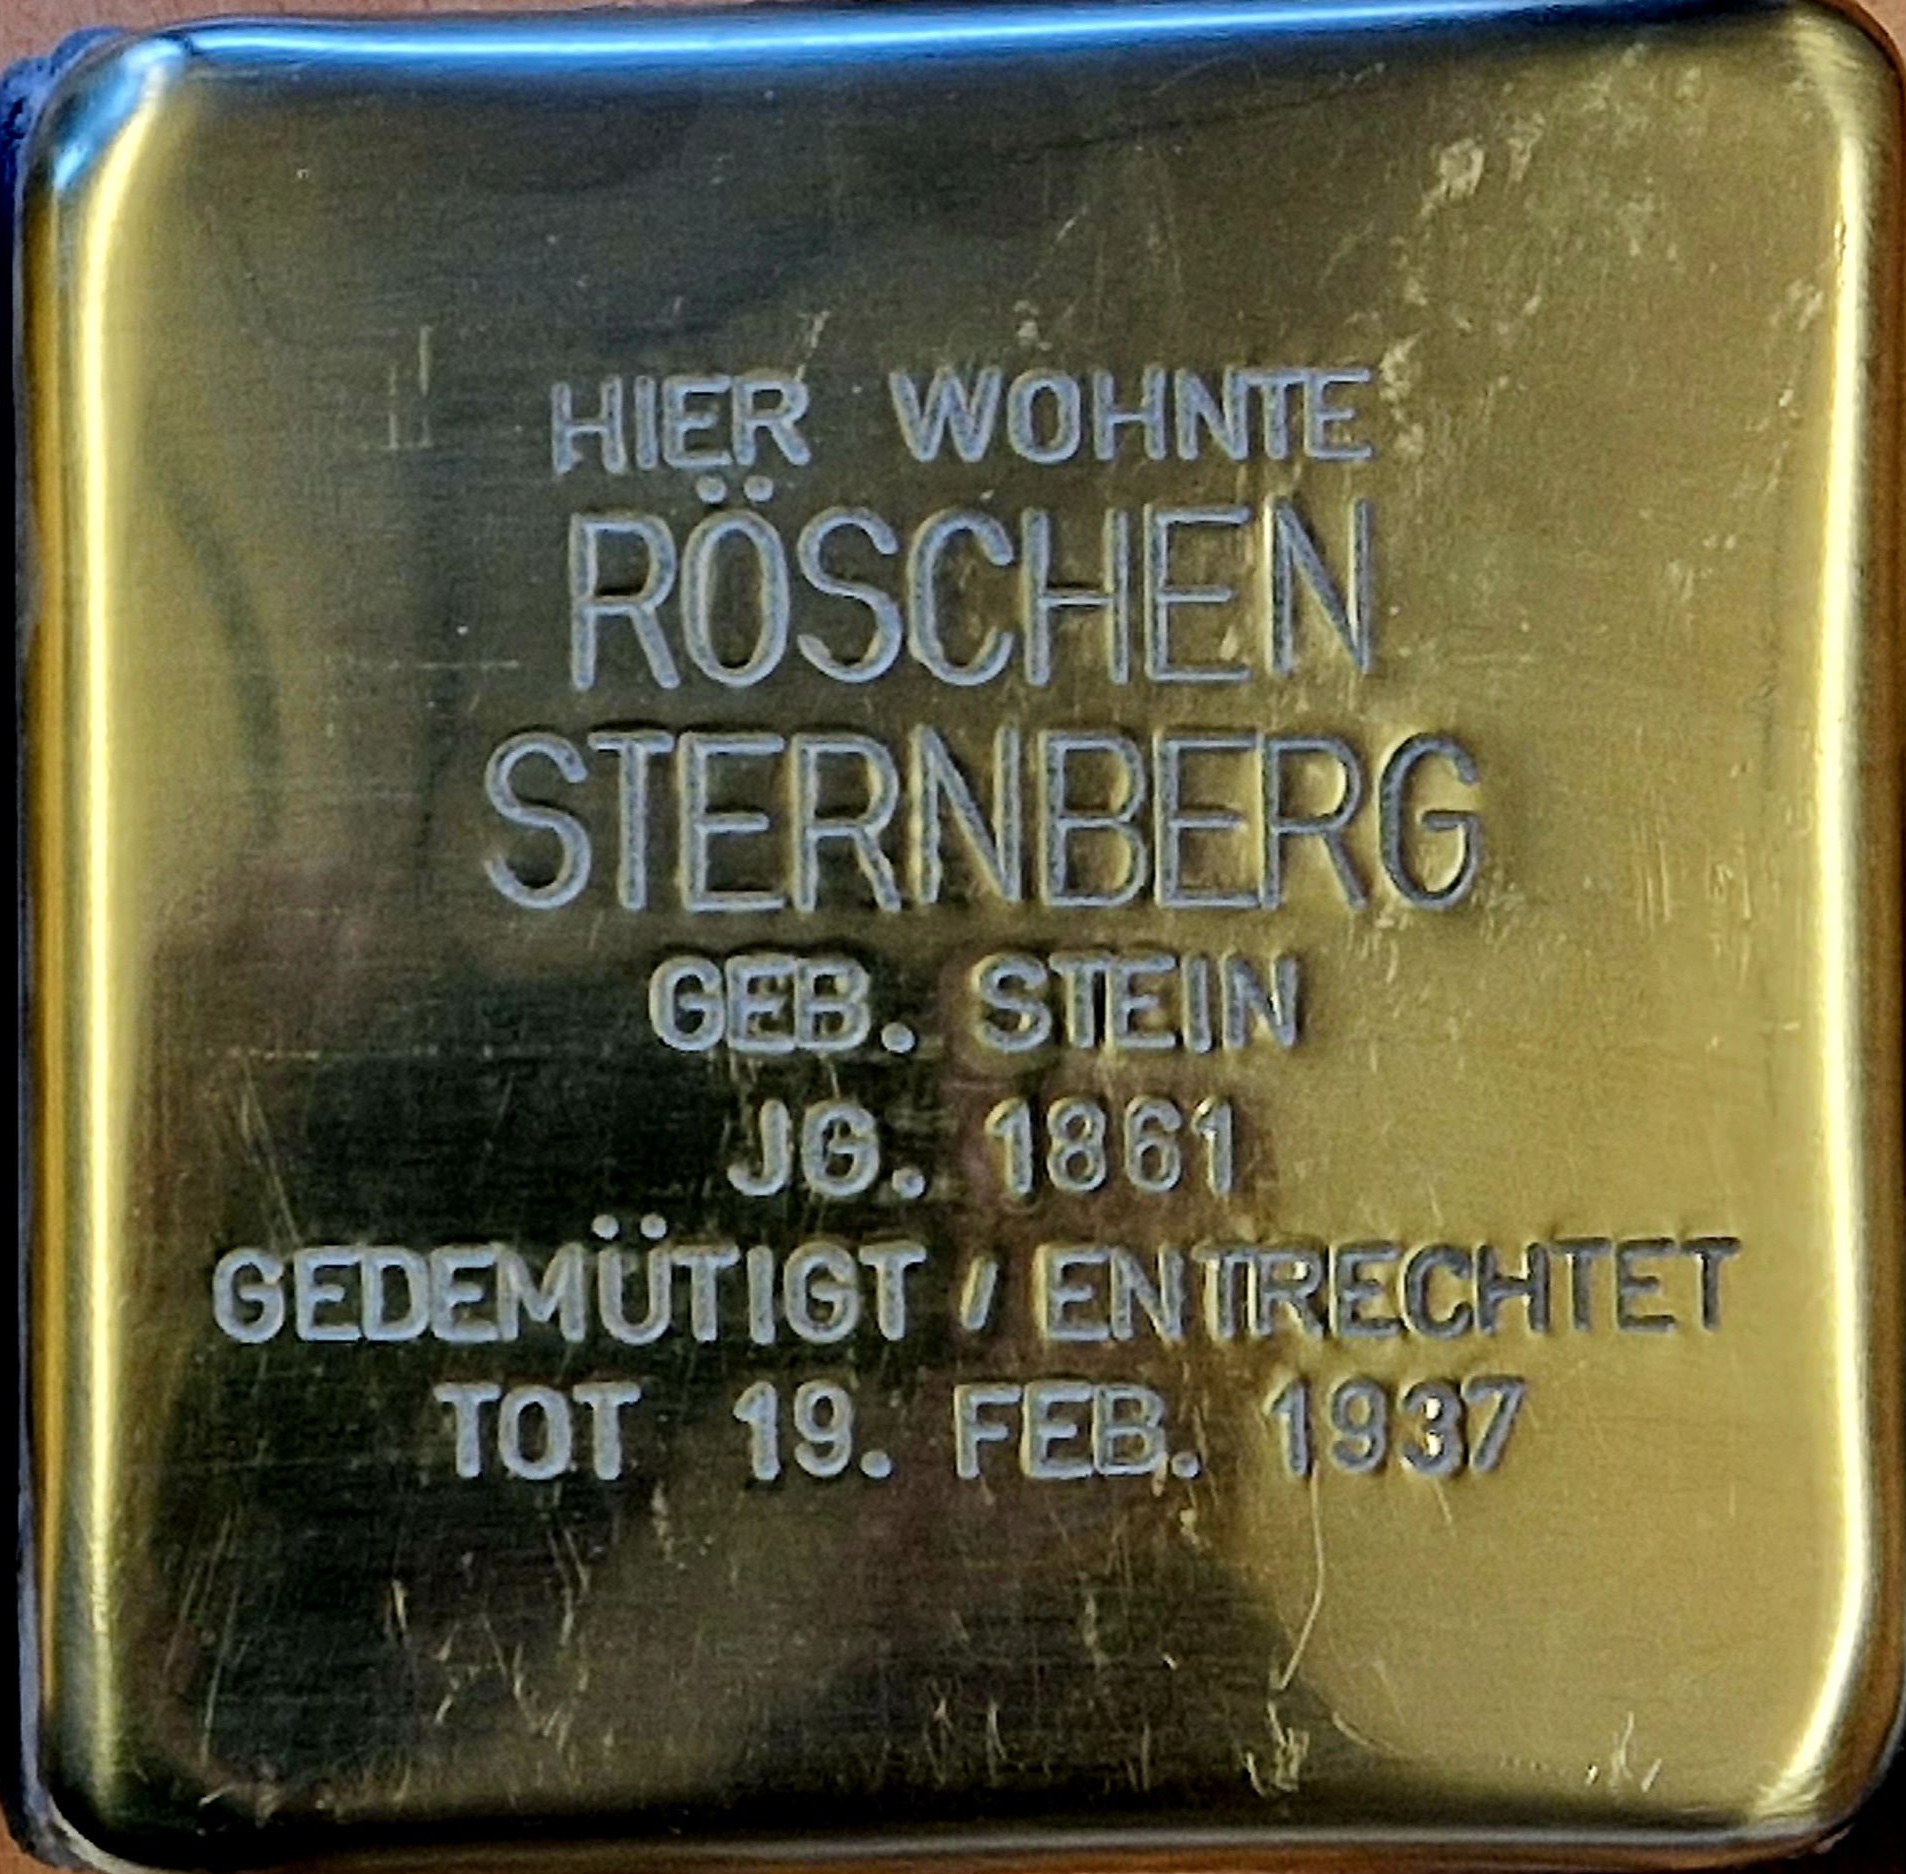 HIER WOHNTE
RÖSCHEN
STERNBERG
GEB. STEIN
JG. 1861
GEDEMÜTIGT / ENTRECHTET
TOT 19. FEB. 1937